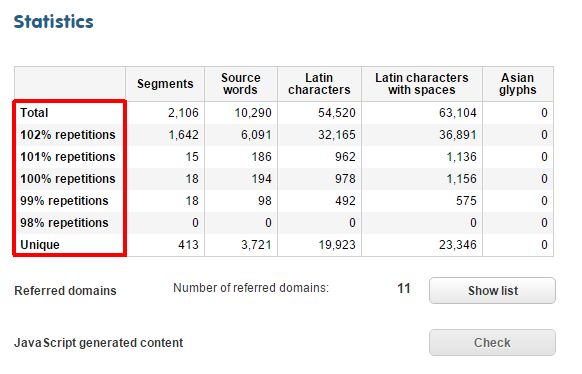 Statistics
Segments Source words Latin characters Latin characters with spaces Asian glyphs
Total 2,106 10,290 54,520 63,104 0
102% repetitions 1,642 6,091 32,165 36,891 0
101% repetitions 15 186 962 1,136 0
100% repetitions 18 194 978 1,156 0
99% repetitions 18 98 492 575 0
98% repetitions 0 0 0 0 0
Unique 413 3,721 19,923 23,346 0
Referred domains Number of referred domains: 11 Show list
JavaScript generated content Check